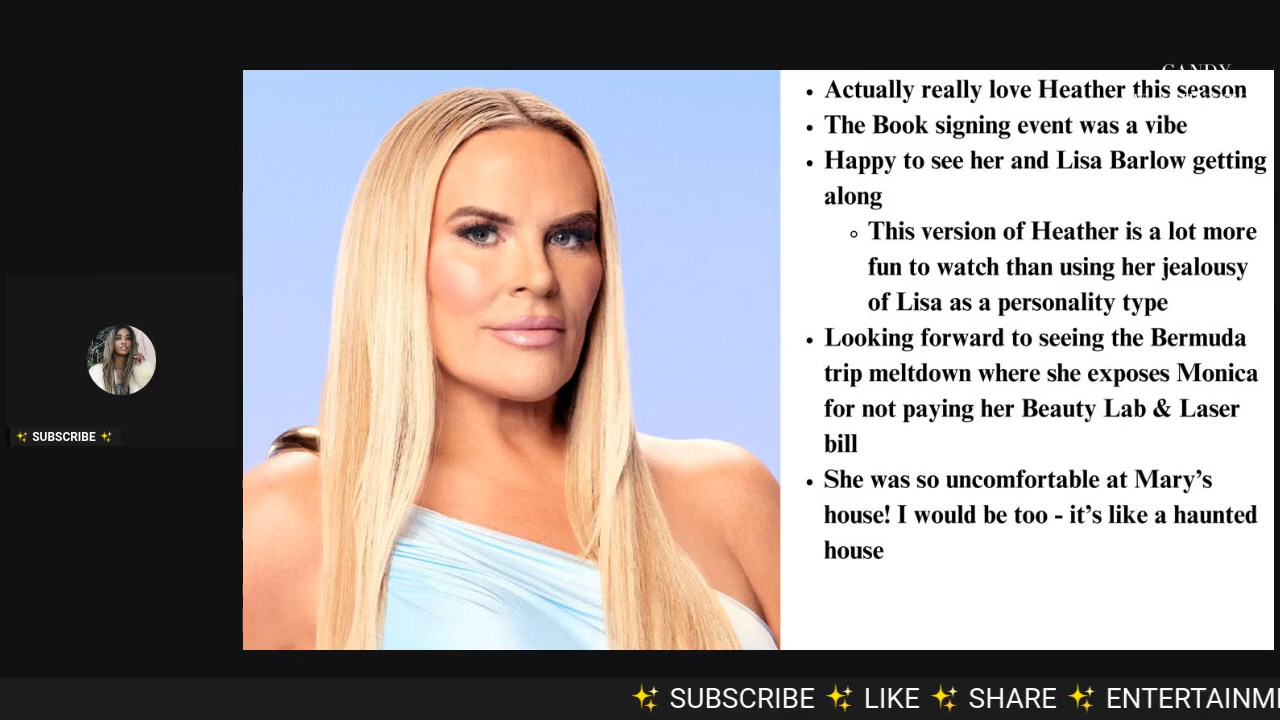 CANDY
Actually really love Heather this season
The Book signing event was a vibe
Happy to see her and Lisa Barlow getting
along
This version of Heather is a lot more
fun to watch than using her jealousy
of Lisa as a personality type
Looking forward to seeing the Bermuda
trip meltdown where she exposes Monica
for not paying her Beauty Lab & Laser
bill
She was so uncomfortable at Mary’s
house! I would be too - it’s like a haunted
house
✨ SUBSCRIBE ✨
✨ SUBSCRIBE ✨ LIKE ✨ SHARE ✨ ENTERTAINM